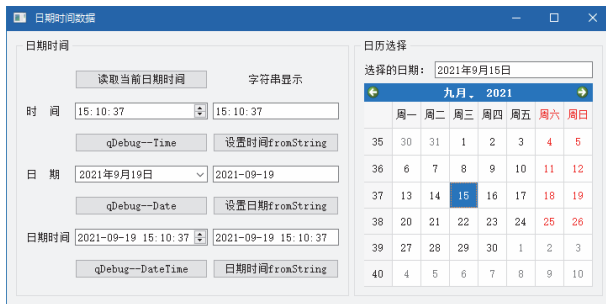 日期时间数据
日期时间
读取当前日期时间 字符串显示
时 间 15:10:37 15:10:37
qDebug--Time 设置时间fromString
日 期 2021年9月19日 2021-09-19
qDebug--Date 设置日期fromString
日期时间 2021-09-19 15:10:37 2021-09-19 15:10:37
qDebug--DateTime 日期时间fromString
日历选择
选择的日期: 2021年9月15日
九月, 2021
周一 周二 周三 周四 周五 周六 周日
35 30 31 1 2 3 4 5
36 6 7 8 9 10 11 12
37 13 14 15 16 17 18 19
38 20 21 22 23 24 25 26
39 27 28 29 30 1 2 3
40 4 5 6 7 8 9 10